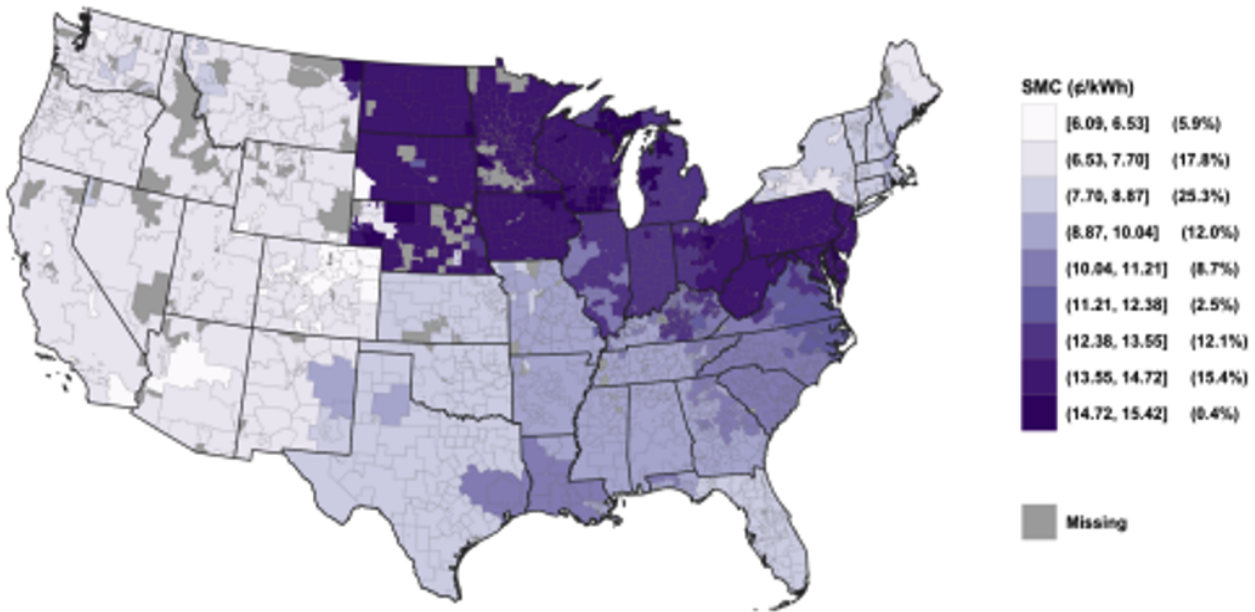 SMC (¢/kWh)
[6.09, 6.53] (5.9%)
(6.53, 7.70] (17.8%)
(7.70, 8.87] (25.3%)
(8.87, 10.04] (12.0%)
(10.04, 11.21] (8.7%)
(11.21, 12.38] (2.5%)
(12.38, 13.55] (12.1%)
(13.55, 14.72] (15.4%)
(14.72, 15.42] (0.4%)
Missing